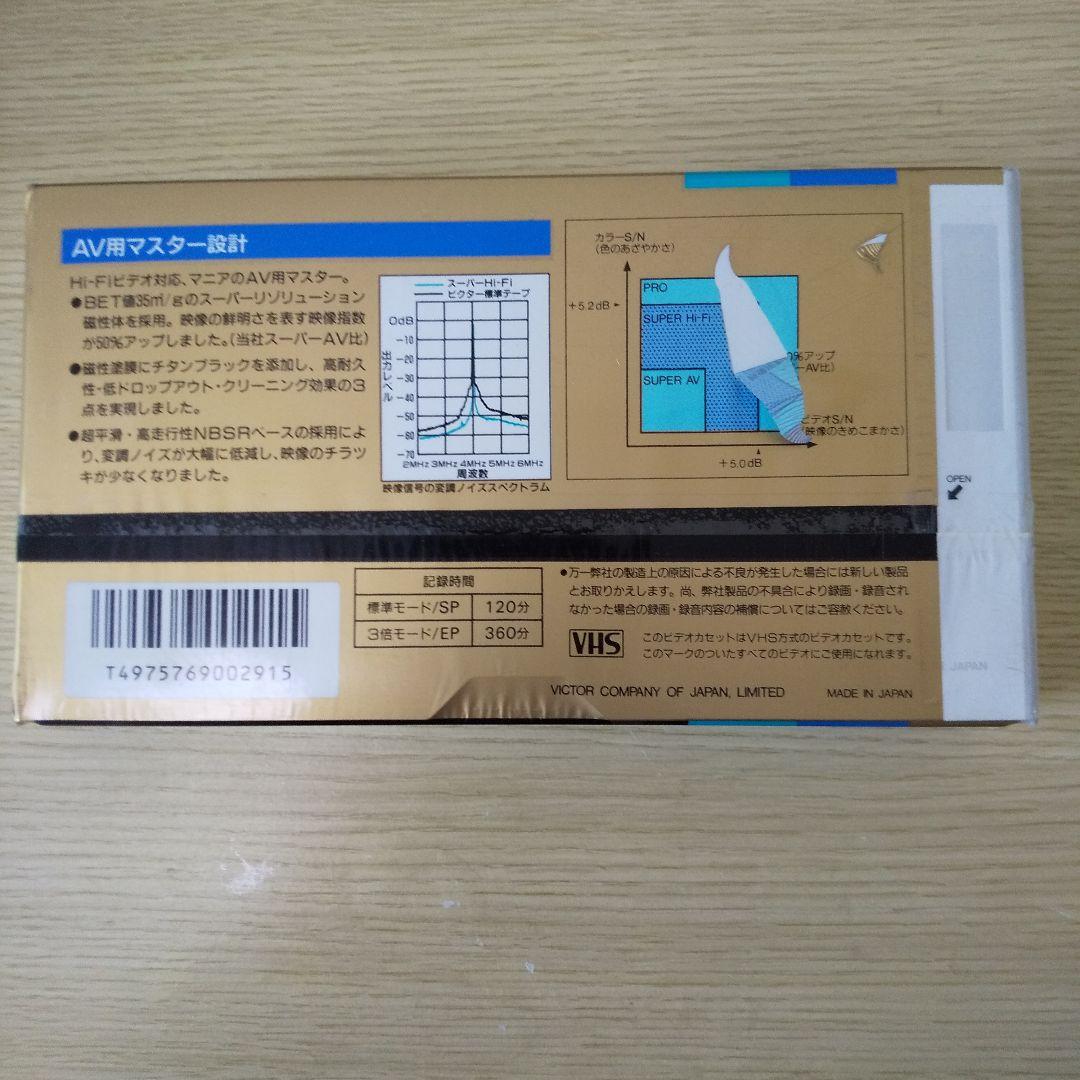 AV用マスター設計
Hi-Fiビデオ対応、マニアのAV用マスター。
●BET値35㎡/gのスーパーリゾリューション
磁性体を採用。映像の鮮明さを表す映像指数
が50%アップしました。(当社スーパーAV比)
●磁性塗膜にチタンブラックを添加し、高耐久
性・低ドロップアウト・クリーニング効果の3
点を実現しました。
●超平滑・高走行性NBSRベースの採用によ
り、変調ノイズが大幅に低減し、映像のチラツ
キが少なくなりました。
スーパーHI-Fi
ビクター標準テープ
出力レベル
0dB
-10
-20
-30
-40
-50
-60
-70
2MHz 3MHz 4MHz 5MHz 6MHz
周波数
映像信号の変調ノイズスペクトラム
カラーS/N
(色のあざやかさ)
+5.2dB
PRO
SUPER Hi-Fi
SUPER AV
%アップ
AV比)
ビデオS/N
(映像のきめこまかさ)
+5.0dB
OPEN
記録時間
標準モード/SP 120分
3倍モード/EP 360分
●万一弊社の製造上の原因による不良が発生した場合には新しい製品
とお取りかえします。尚、弊社製品の不具合により録画・録音され
なかった場合の録画・録音内容の補償についてはご容赦ください。
VHS
このビデオカセットはVHS方式のビデオカセットです。
このマークのついたすべてのビデオにご使用になれます。
T4975769002915
VICTOR COMPANY OF JAPAN, LIMITED
MADE IN JAPAN
JAPAN